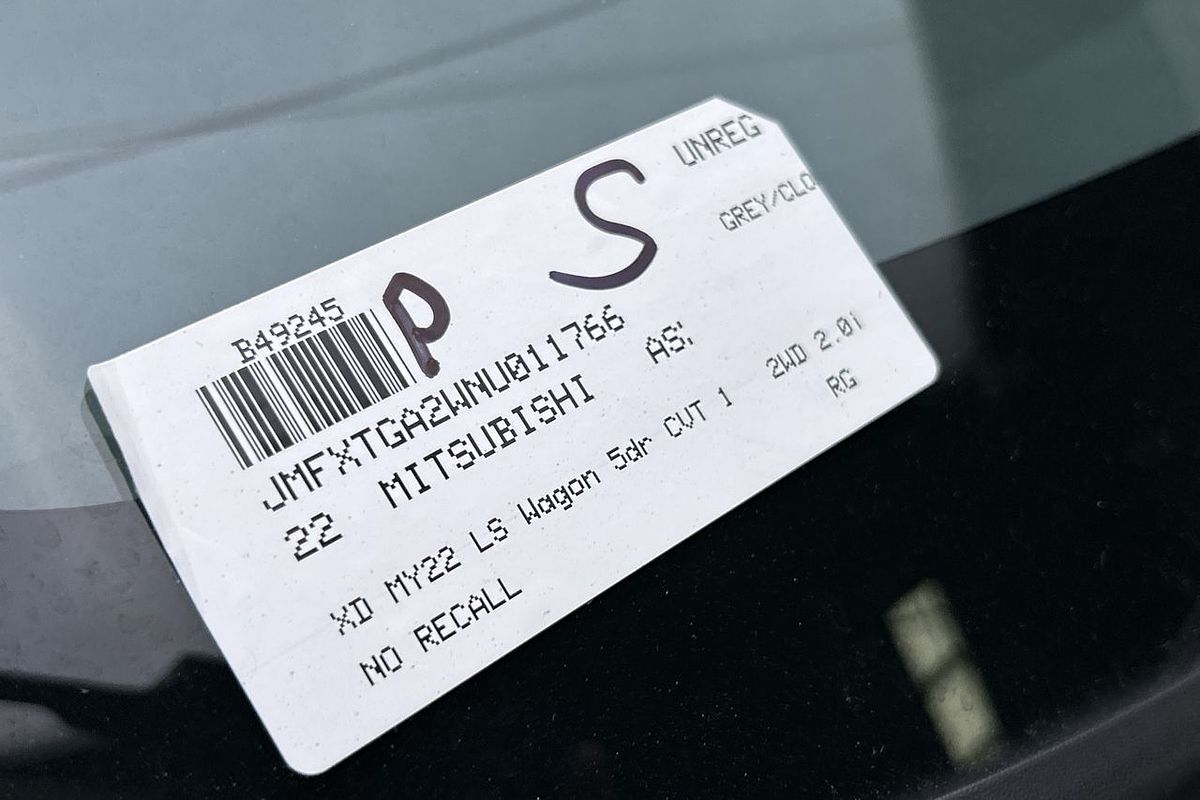 UNREG
P S
GREY/CLO
B49245
JMFXTGA2WNU011766
22 MITSUBISHI AS
XD MY22 LS Wagon 5dr CVT 1 2WD 2.0i
NO RECALL RG